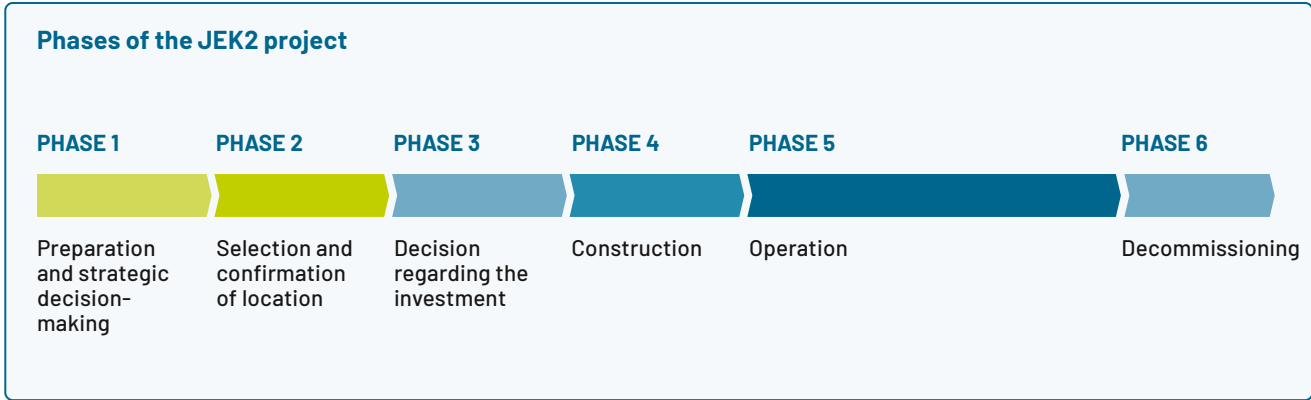 Phases of the JEK2 project
PHASE 1
PHASE 2
PHASE 3
PHASE 4
PHASE 5
PHASE 6
Preparation
and strategic
decision-
making
Selection and
confirmation
of location
Decision
regarding the
investment
Construction
Operation
Decommissioning